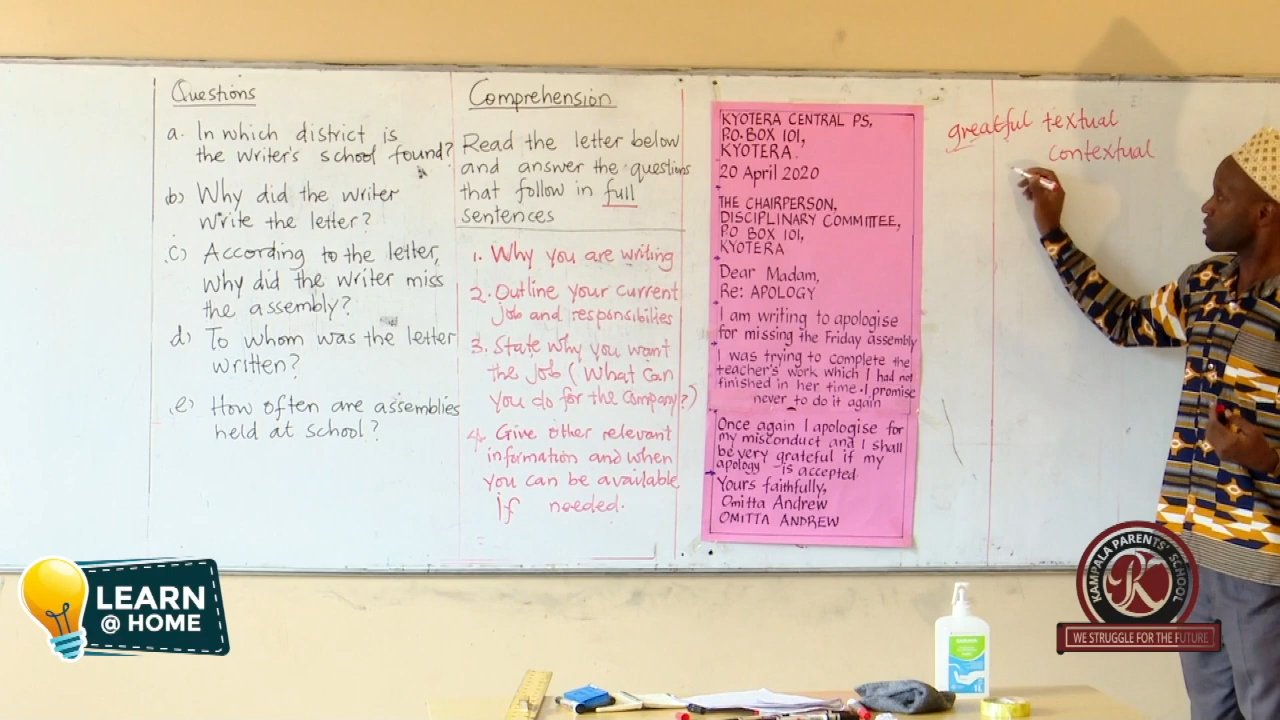 Questions
a. In which district is
the writer's school found?
b) Why did the writer
write the letter?
c) According to the letter,
why did the writer miss
the assembly?
d) To whom was the letter
written?
e) How often are assemblies
held at school?
Comprehension
Read the letter below
and answer the questions
that follow in full
sentences
1. Why you are writing
2. Outline your current
job and responsibilies
3. State why you want
the job (What can
you do for the company?)
4. Give other relevant
information and when
you can be available
if needed.
KYOTERA CENTRAL PS,
P.O. BOX 101,
KYOTERA.
20 April 2020
THE CHAIRPERSON,
DISCIPLINARY COMMITTEE,
P.O BOX 101,
KYOTERA
Dear Madam,
Re: APOLOGY
I am writing to apologise
for missing the Friday assembly
I was trying to complete the
teacher's work which I had not
finished in her time. I promise
never to do it again
Once again I apologise for
my misconduct and I shall
be very grateful if my
apology is accepted.
Yours faithfully,
Omitta Andrew
OMITTA ANDREW
greatful textual
contextual
LEARN
@ HOME
KAMPALA PARENTS' SCHOOL
WE STRUGGLE FOR THE FUTURE